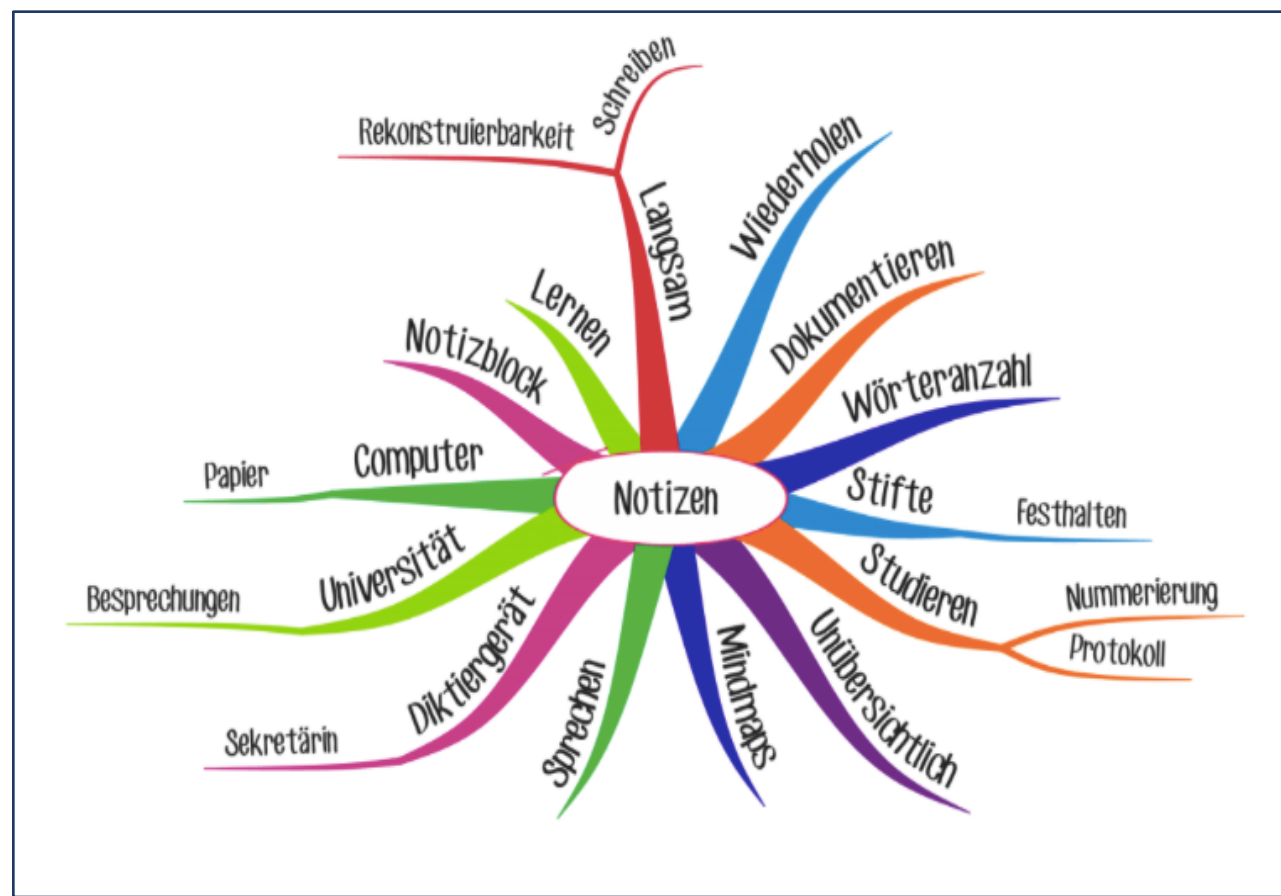 Schreiben
Rekonstruierbarkeit
Langsam
Wiederholen
Dokumentieren
Lernen
Notizblock
Wörteranzahl
Computer
Papier
Notizen
Stifte
Festhalten
Universität
Besprechungen
Studieren
Nummerierung
Protokoll
Diktiergerät
Sekretärin
Sprechen
Mindmaps
Unübersichtlich